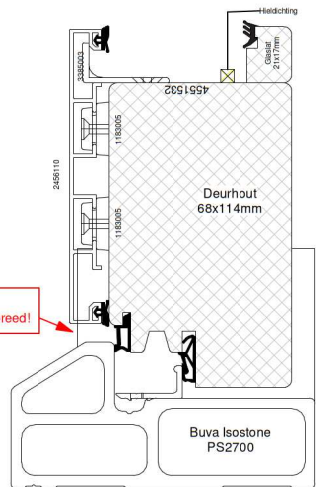 Hieldichting
Glaslat
21x17mm
3385003
4551532
1183005
2456110
Deurhout
68x114mm
1183005
reed!
Buva Isostone
PS2700